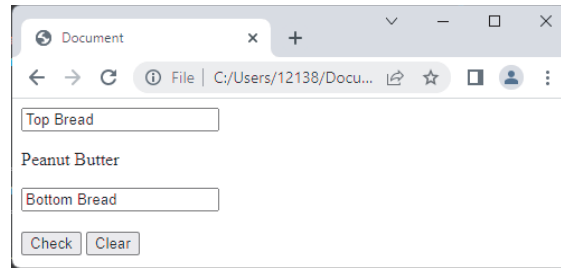 Document
File | C:/Users/12138/Docu...
Top Bread
Peanut Butter
Bottom Bread
Check Clear